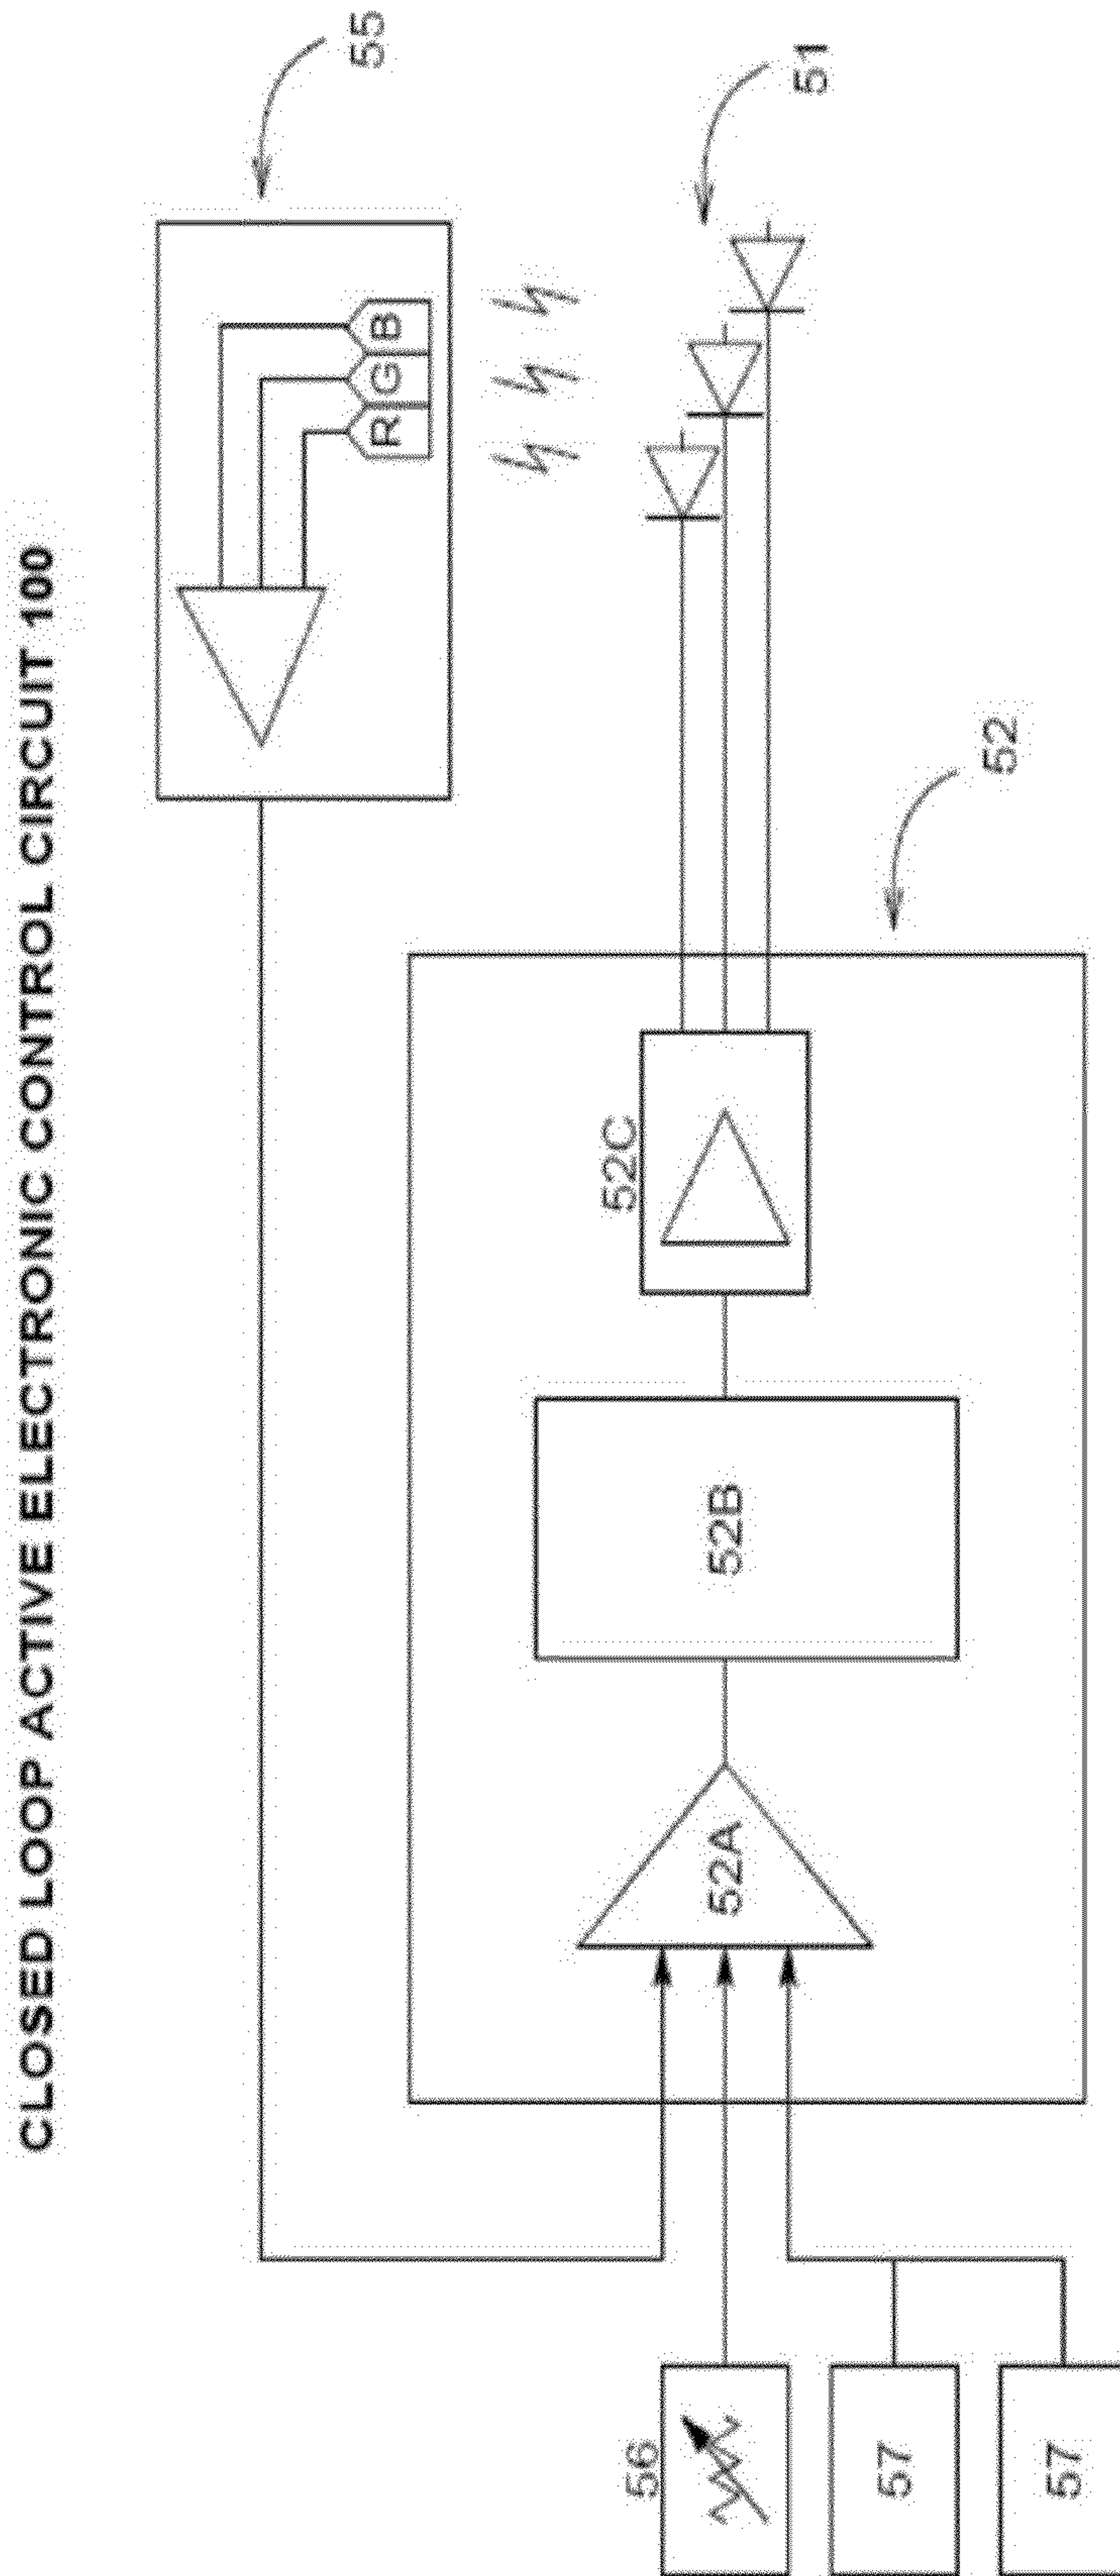 CLOSED LOOP ACTIVE ELECTRONIC CONTROL CIRCUIT 100
55
R G B
51
52C
52
52A
52B
56
57
57